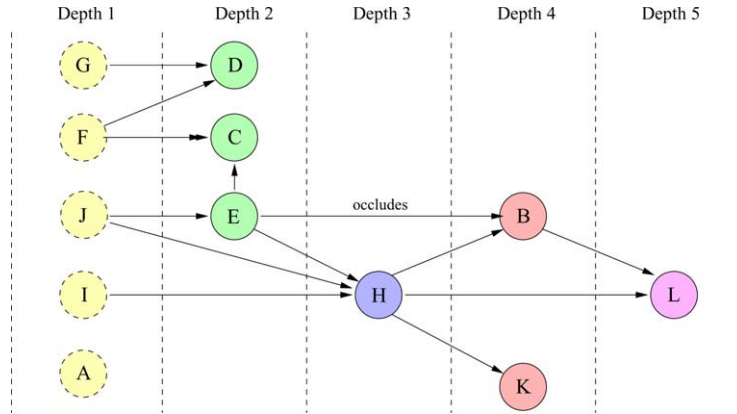 Depth 1 Depth 2 Depth 3 Depth 4 Depth 5
G D
F C
J E occludes B
I H L
A K